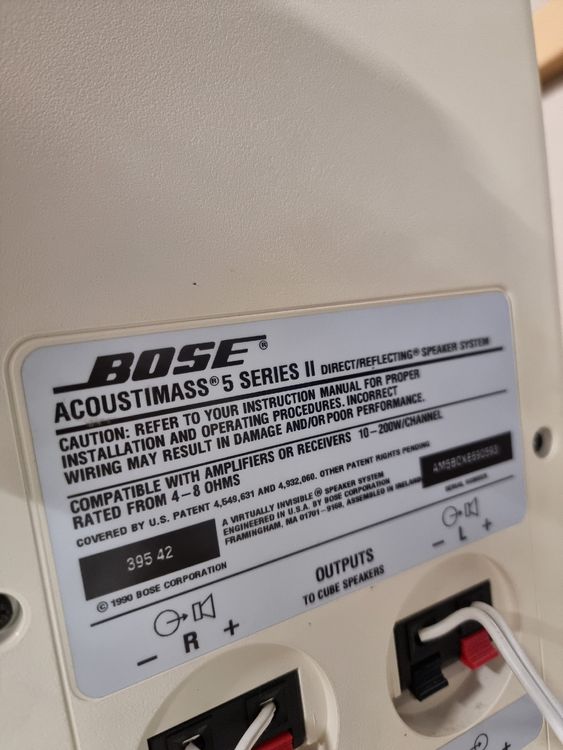 BOSE®
ACOUSTIMASS® 5 SERIES II DIRECT/REFLECTING® SPEAKER SYSTEM
CAUTION: REFER TO YOUR INSTRUCTION MANUAL FOR PROPER
INSTALLATION AND OPERATING PROCEDURES. INCORRECT
WIRING MAY RESULT IN DAMAGE AND/OR POOR PERFORMANCE.
COMPATIBLE WITH AMPLIFIERS OR RECEIVERS 10-200W/CHANNEL
RATED FROM 4-8 OHMS
COVERED BY U.S. PATENT 4,549,631 AND 4,932,060. OTHER PATENT RIGHTS PENDING
395 42
A VIRTUALLY INVISIBLE® SPEAKER SYSTEM
ENGINEERED IN U.S.A. BY BOSE CORPORATION
FRAMINGHAM, MA 01701-9168. ASSEMBLED IN IRELAND
SERIAL NUMBER
© 1990 BOSE CORPORATION
OUTPUTS
TO CUBE SPEAKERS
- R +
- L +